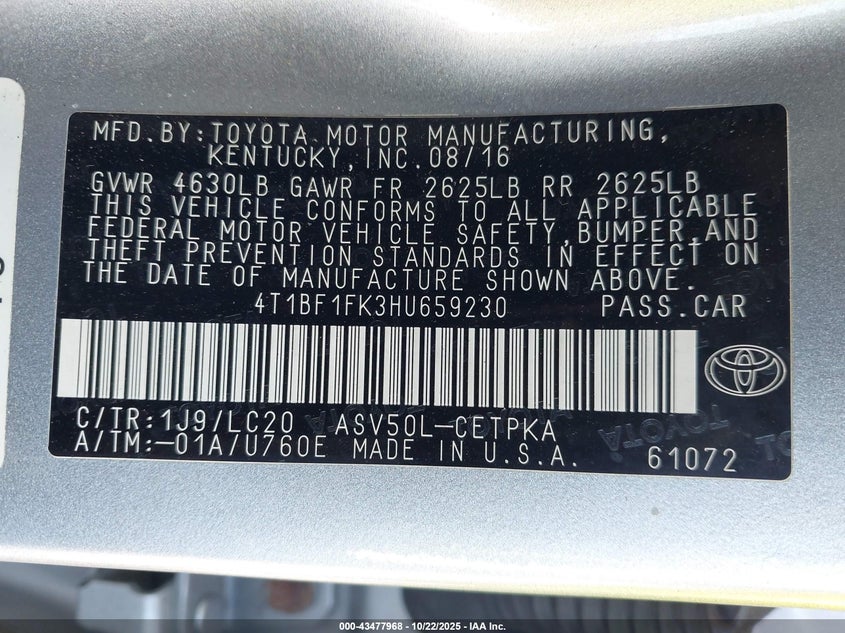 MFD.BY:TOYOTA MOTOR MANUFACTURING,
KENTUCKY,INC.08/16
GVWR 4630LB GAWR FR 2625LB RR 2625LB
THIS VEHICLE CONFORMS TO ALL APPLICABLE
FEDERAL MOTOR VEHICLE SAFETY,BUMPER,AND
THEFT PREVENTION STANDARDS IN EFFECT ON
THE DATE OF MANUFACTURE SHOWN ABOVE.
4T1BF1FK3HU659230 PASS.CAR
C/TR:1J9/LC20 ASV50L-CETPKA
A/TM:-01A/U760E MADE IN U.S.A. 61072
TOYOTA
000-43477968 - 10/22/2025 - IAA Inc.